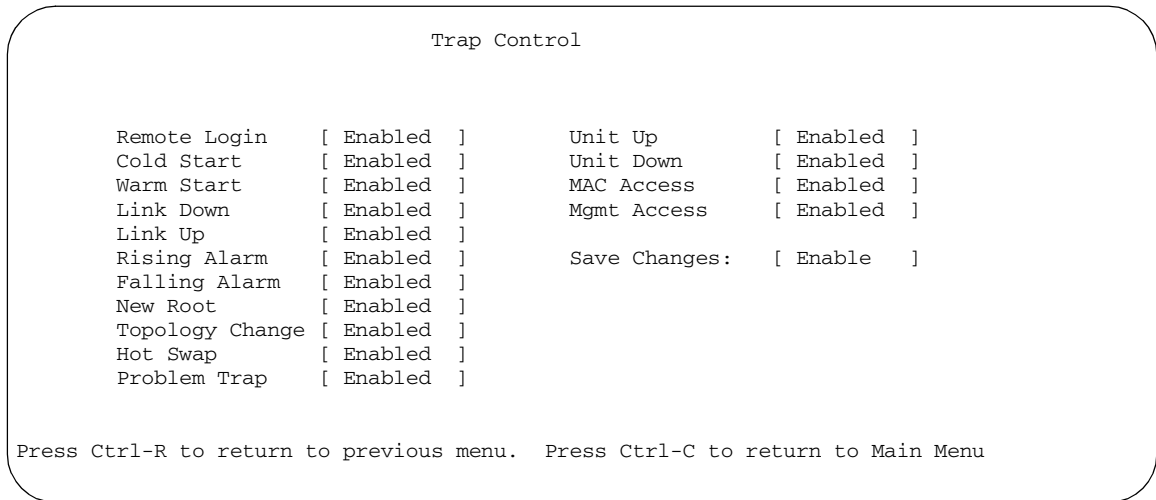 Trap Control
Remote Login [ Enabled ] Unit Up [ Enabled ]
Cold Start [ Enabled ] Unit Down [ Enabled ]
Warm Start [ Enabled ] MAC Access [ Enabled ]
Link Down [ Enabled ] Mgmt Access [ Enabled ]
Link Up [ Enabled ]
Rising Alarm [ Enabled ] Save Changes: [ Enable ]
Falling Alarm [ Enabled ]
New Root [ Enabled ]
Topology Change [ Enabled ]
Hot Swap [ Enabled ]
Problem Trap [ Enabled ]
Press Ctrl-R to return to previous menu. Press Ctrl-C to return to Main Menu